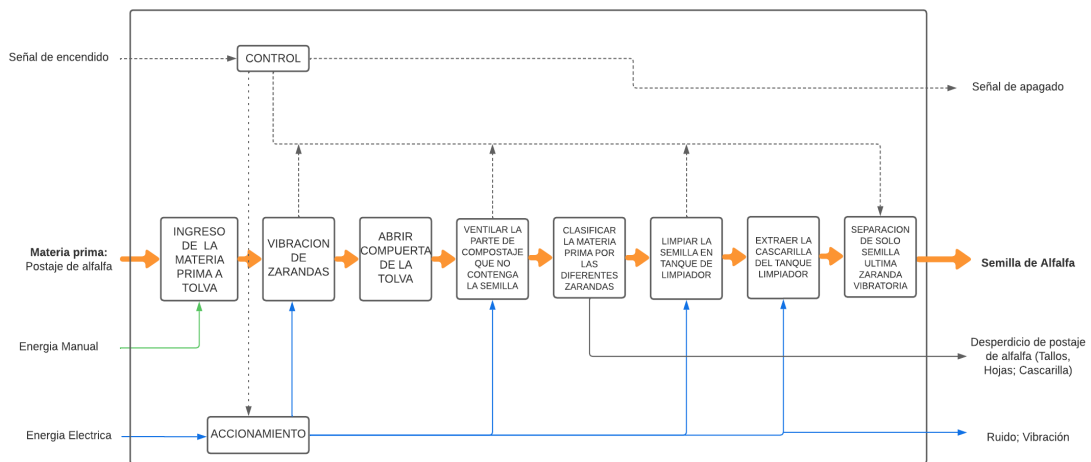 Señal de encendido
CONTROL
Señal de apagado
Materia prima:
Postaje de alfalfa
INGRESO
DE LA
MATERIA
PRIMA A
TOLVA
VIBRACION
DE
ZARANDAS
ABRIR
COMPUERTA
DE LA
TOLVA
VENTILAR LA
PARTE DE
COMPOSTAJE
QUE NO
CONTENGA
LA SEMILLA
CLASIFICAR
LA MATERIA
PRIMA POR
LAS
DIFERENTES
ZARANDAS
LIMPIAR LA
SEMILLA EN
TANQUE DE
LIMPIADOR
EXTRAER LA
CASCARILLA
DEL TANQUE
LIMPIADOR
SEPARACION
DE SOLO
SEMILLA
ULTIMA
ZARANDA
VIBRATORIA
Semilla de Alfalfa
Energia Manual
Desperdicio de postaje
de alfalfa (Tallos,
Hojas; Cascarilla)
Energia Electrica
ACCIONAMIENTO
Ruido; Vibración